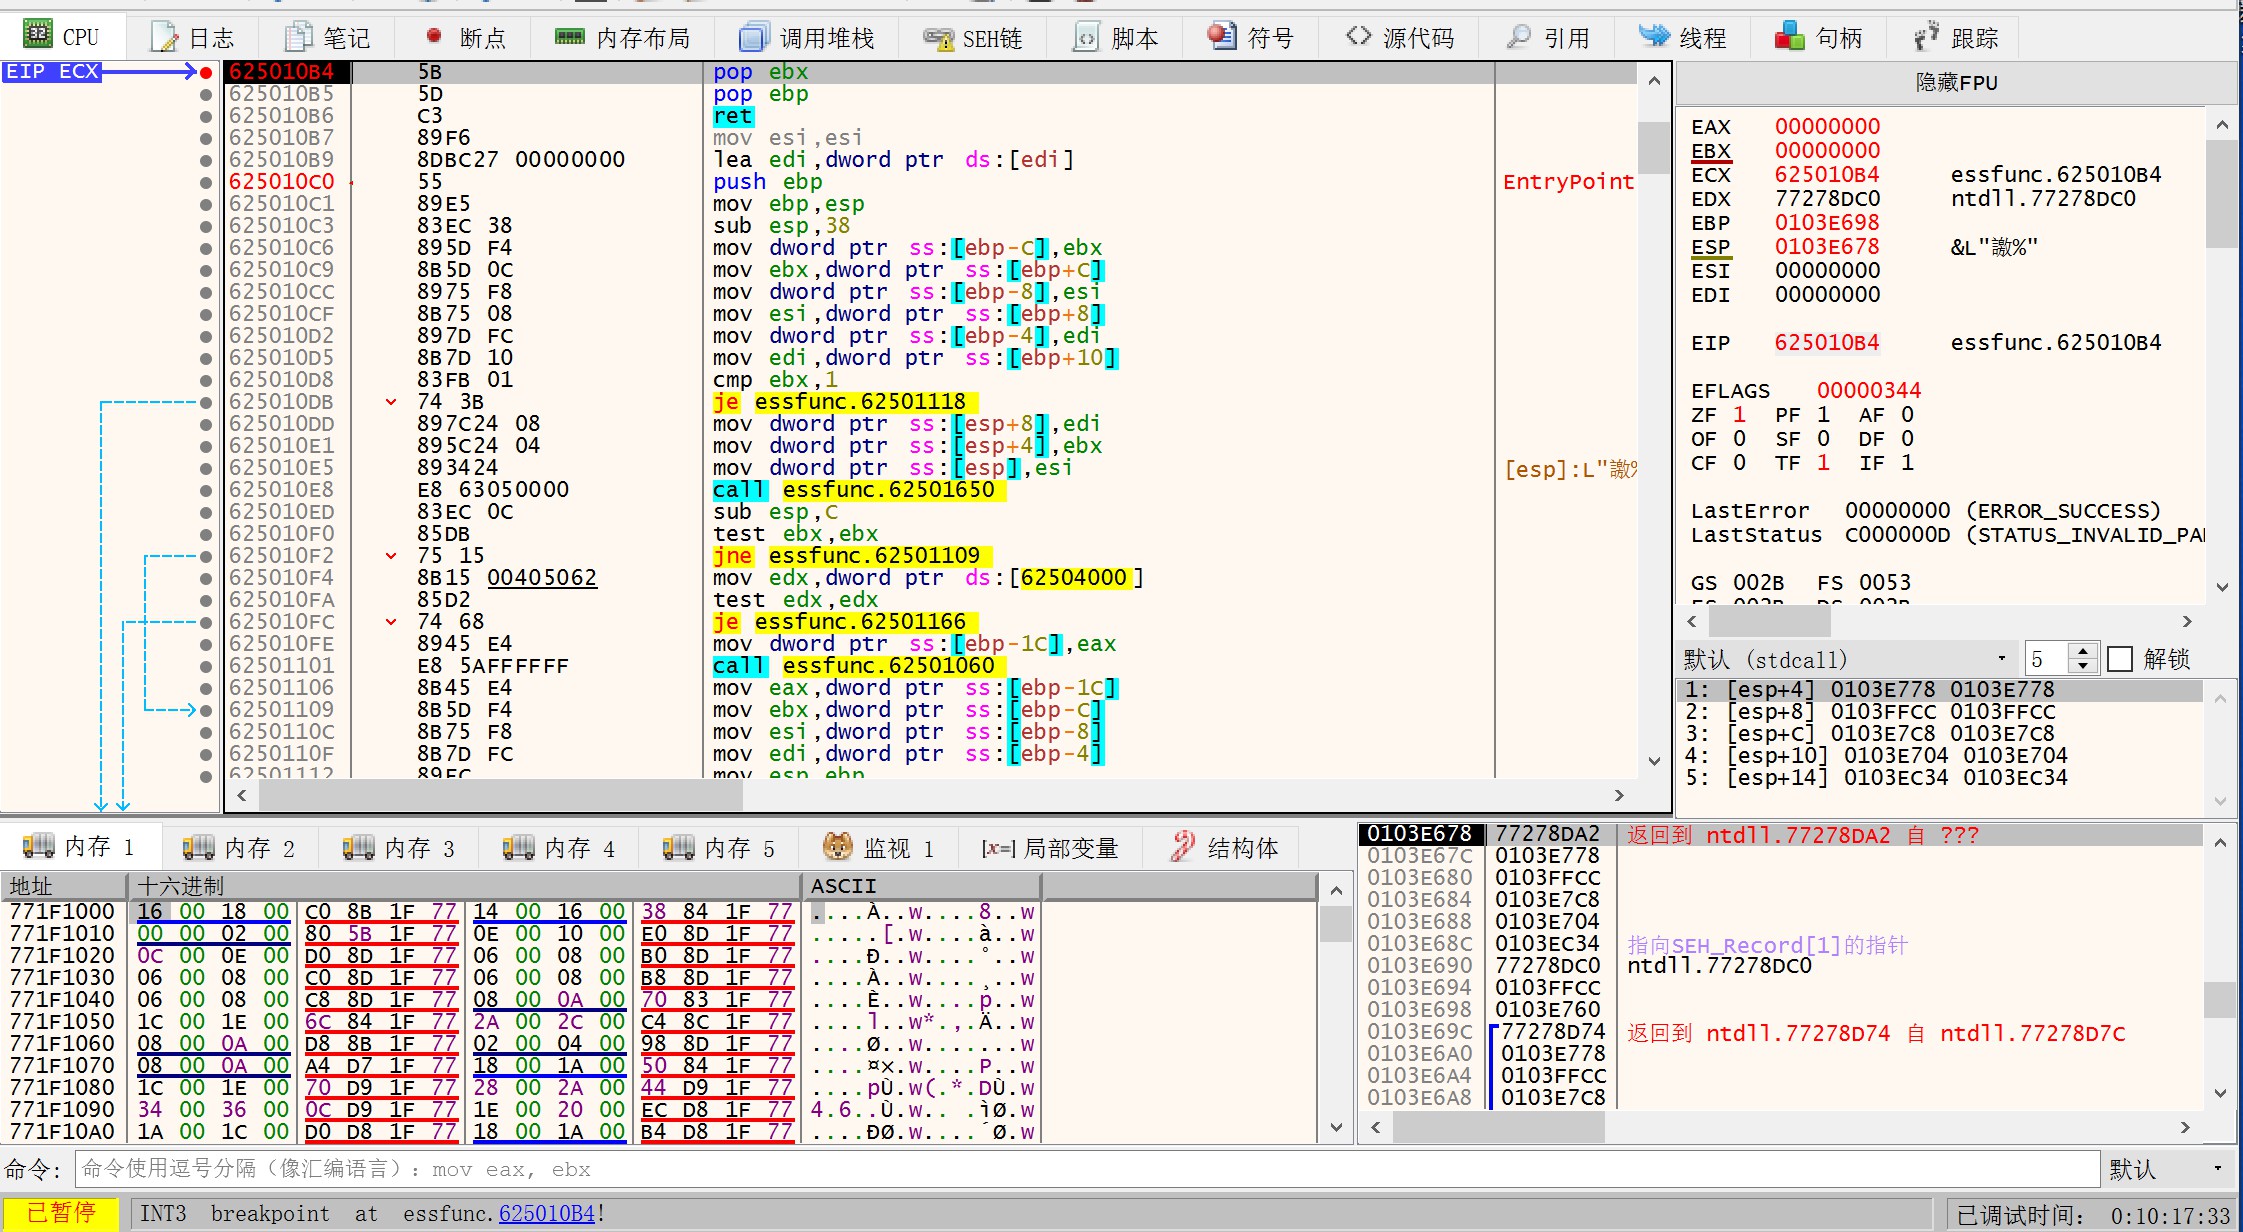 CPU 日志 笔记 断点 内存布局 调用堆栈 SEH链 脚本 符号 源代码 引用 线程 句柄 跟踪
EIP ECX
625010B4 5B pop ebx
625010B5 5D pop ebp
625010B6 C3 ret
625010B7 89F6 mov esi,esi
625010B9 8DBC27 00000000 lea edi,dword ptr ds:[edi]
625010C0 55 push ebp EntryPoint
625010C1 89E5 mov ebp,esp
625010C3 83EC 38 sub esp,38
625010C6 895D F4 mov dword ptr ss:[ebp-C],ebx
625010C9 8B5D 0C mov ebx,dword ptr ss:[ebp+C]
625010CC 8975 F8 mov dword ptr ss:[ebp-8],esi
625010CF 8B75 08 mov esi,dword ptr ss:[ebp+8]
625010D2 897D FC mov dword ptr ss:[ebp-4],edi
625010D5 8B7D 10 mov edi,dword ptr ss:[ebp+10]
625010D8 83FB 01 cmp ebx,1
625010DB 74 3B je essfunc.62501118
625010DD 897C24 08 mov dword ptr ss:[esp+8],edi
625010E1 895C24 04 mov dword ptr ss:[esp+4],ebx
625010E5 893424 mov dword ptr ss:[esp],esi [esp]:L"譤%
625010E8 E8 63050000 call essfunc.62501650
625010ED 83EC 0C sub esp,C
625010F0 85DB test ebx,ebx
625010F2 75 15 jne essfunc.62501109
625010F4 8B15 00405062 mov edx,dword ptr ds:[62504000]
625010FA 85D2 test edx,edx
625010FC 74 68 je essfunc.62501166
625010FE 8945 E4 mov dword ptr ss:[ebp-1C],eax
62501101 E8 5AFFFFFF call essfunc.62501060
62501106 8B45 E4 mov eax,dword ptr ss:[ebp-1C]
62501109 8B5D F4 mov ebx,dword ptr ss:[ebp-C]
6250110C 8B75 F8 mov esi,dword ptr ss:[ebp-8]
6250110F 8B7D FC mov edi,dword ptr ss:[ebp-4]
62501112 89EC mov esp,ebp
隐藏FPU
EAX 00000000
EBX 00000000
ECX 625010B4 essfunc.625010B4
EDX 77278DC0 ntdll.77278DC0
EBP 0103E698
ESP 0103E678 &L"譤%"
ESI 00000000
EDI 00000000
EIP 625010B4 essfunc.625010B4
EFLAGS 00000344
ZF 1 PF 1 AF 0
OF 0 SF 0 DF 0
CF 0 TF 1 IF 1
LastError 00000000 (ERROR_SUCCESS)
LastStatus C000000D (STATUS_INVALID_PAR
GS 002B FS 0053
ES 002B DS 002B
默认 (stdcall) 5 解锁
1: [esp+4] 0103E778 0103E778
2: [esp+8] 0103FFCC 0103FFCC
3: [esp+C] 0103E7C8 0103E7C8
4: [esp+10] 0103E704 0103E704
5: [esp+14] 0103EC34 0103EC34
内存 1 内存 2 内存 3 内存 4 内存 5 监视 1 [x=] 局部变量 结构体
地址 十六进制 ASCII
771F1000 16 00 18 00 C0 8B 1F 77 14 00 16 00 38 84 1F 77 ....À..w....8..w
771F1010 00 00 02 00 80 5B 1F 77 0E 00 10 00 E0 8D 1F 77 .....[.w....à..w
771F1020 0C 00 0E 00 D0 8D 1F 77 06 00 08 00 B0 8D 1F 77 ....Ð..w....°..w
771F1030 06 00 08 00 C0 8D 1F 77 06 00 08 00 B8 8D 1F 77 ....À..w....¸..w
771F1040 06 00 08 00 C8 8D 1F 77 08 00 0A 00 70 83 1F 77 ....È..w....p..w
771F1050 1C 00 1E 00 6C 84 1F 77 2A 00 2C 00 C4 8C 1F 77 ....l..w*.,.Ä..w
771F1060 08 00 0A 00 D8 8B 1F 77 02 00 04 00 98 8D 1F 77 ....Ø..w.......w
771F1070 08 00 0A 00 A4 D7 1F 77 18 00 1A 00 50 84 1F 77 ....¤×.w....P..w
771F1080 1C 00 1E 00 70 D9 1F 77 28 00 2A 00 44 D9 1F 77 ....pÙ.w(.*.DÙ.w
771F1090 34 00 36 00 0C D9 1F 77 1E 00 20 00 EC D8 1F 77 4.6..Ù.w.. .ìØ.w
771F10A0 1A 00 1C 00 D0 D8 1F 77 18 00 1A 00 B4 D8 1F 77 ....ÐØ.w....´Ø.w
0103E678 77278DA2 返回到 ntdll.77278DA2 自 ???
0103E67C 0103E778
0103E680 0103FFCC
0103E684 0103E7C8
0103E688 0103E704
0103E68C 0103EC34 指向SEH_Record[1]的指针
0103E690 77278DC0 ntdll.77278DC0
0103E694 0103FFCC
0103E698 0103E760
0103E69C 77278D74 返回到 ntdll.77278D74 自 ntdll.77278D7C
0103E6A0 0103E778
0103E6A4 0103FFCC
0103E6A8 0103E7C8
命令: 命令使用逗号分隔（像汇编语言）：mov eax, ebx 默认
已暂停 INT3 breakpoint at essfunc.625010B4! 已调试时间: 0:10:17:33